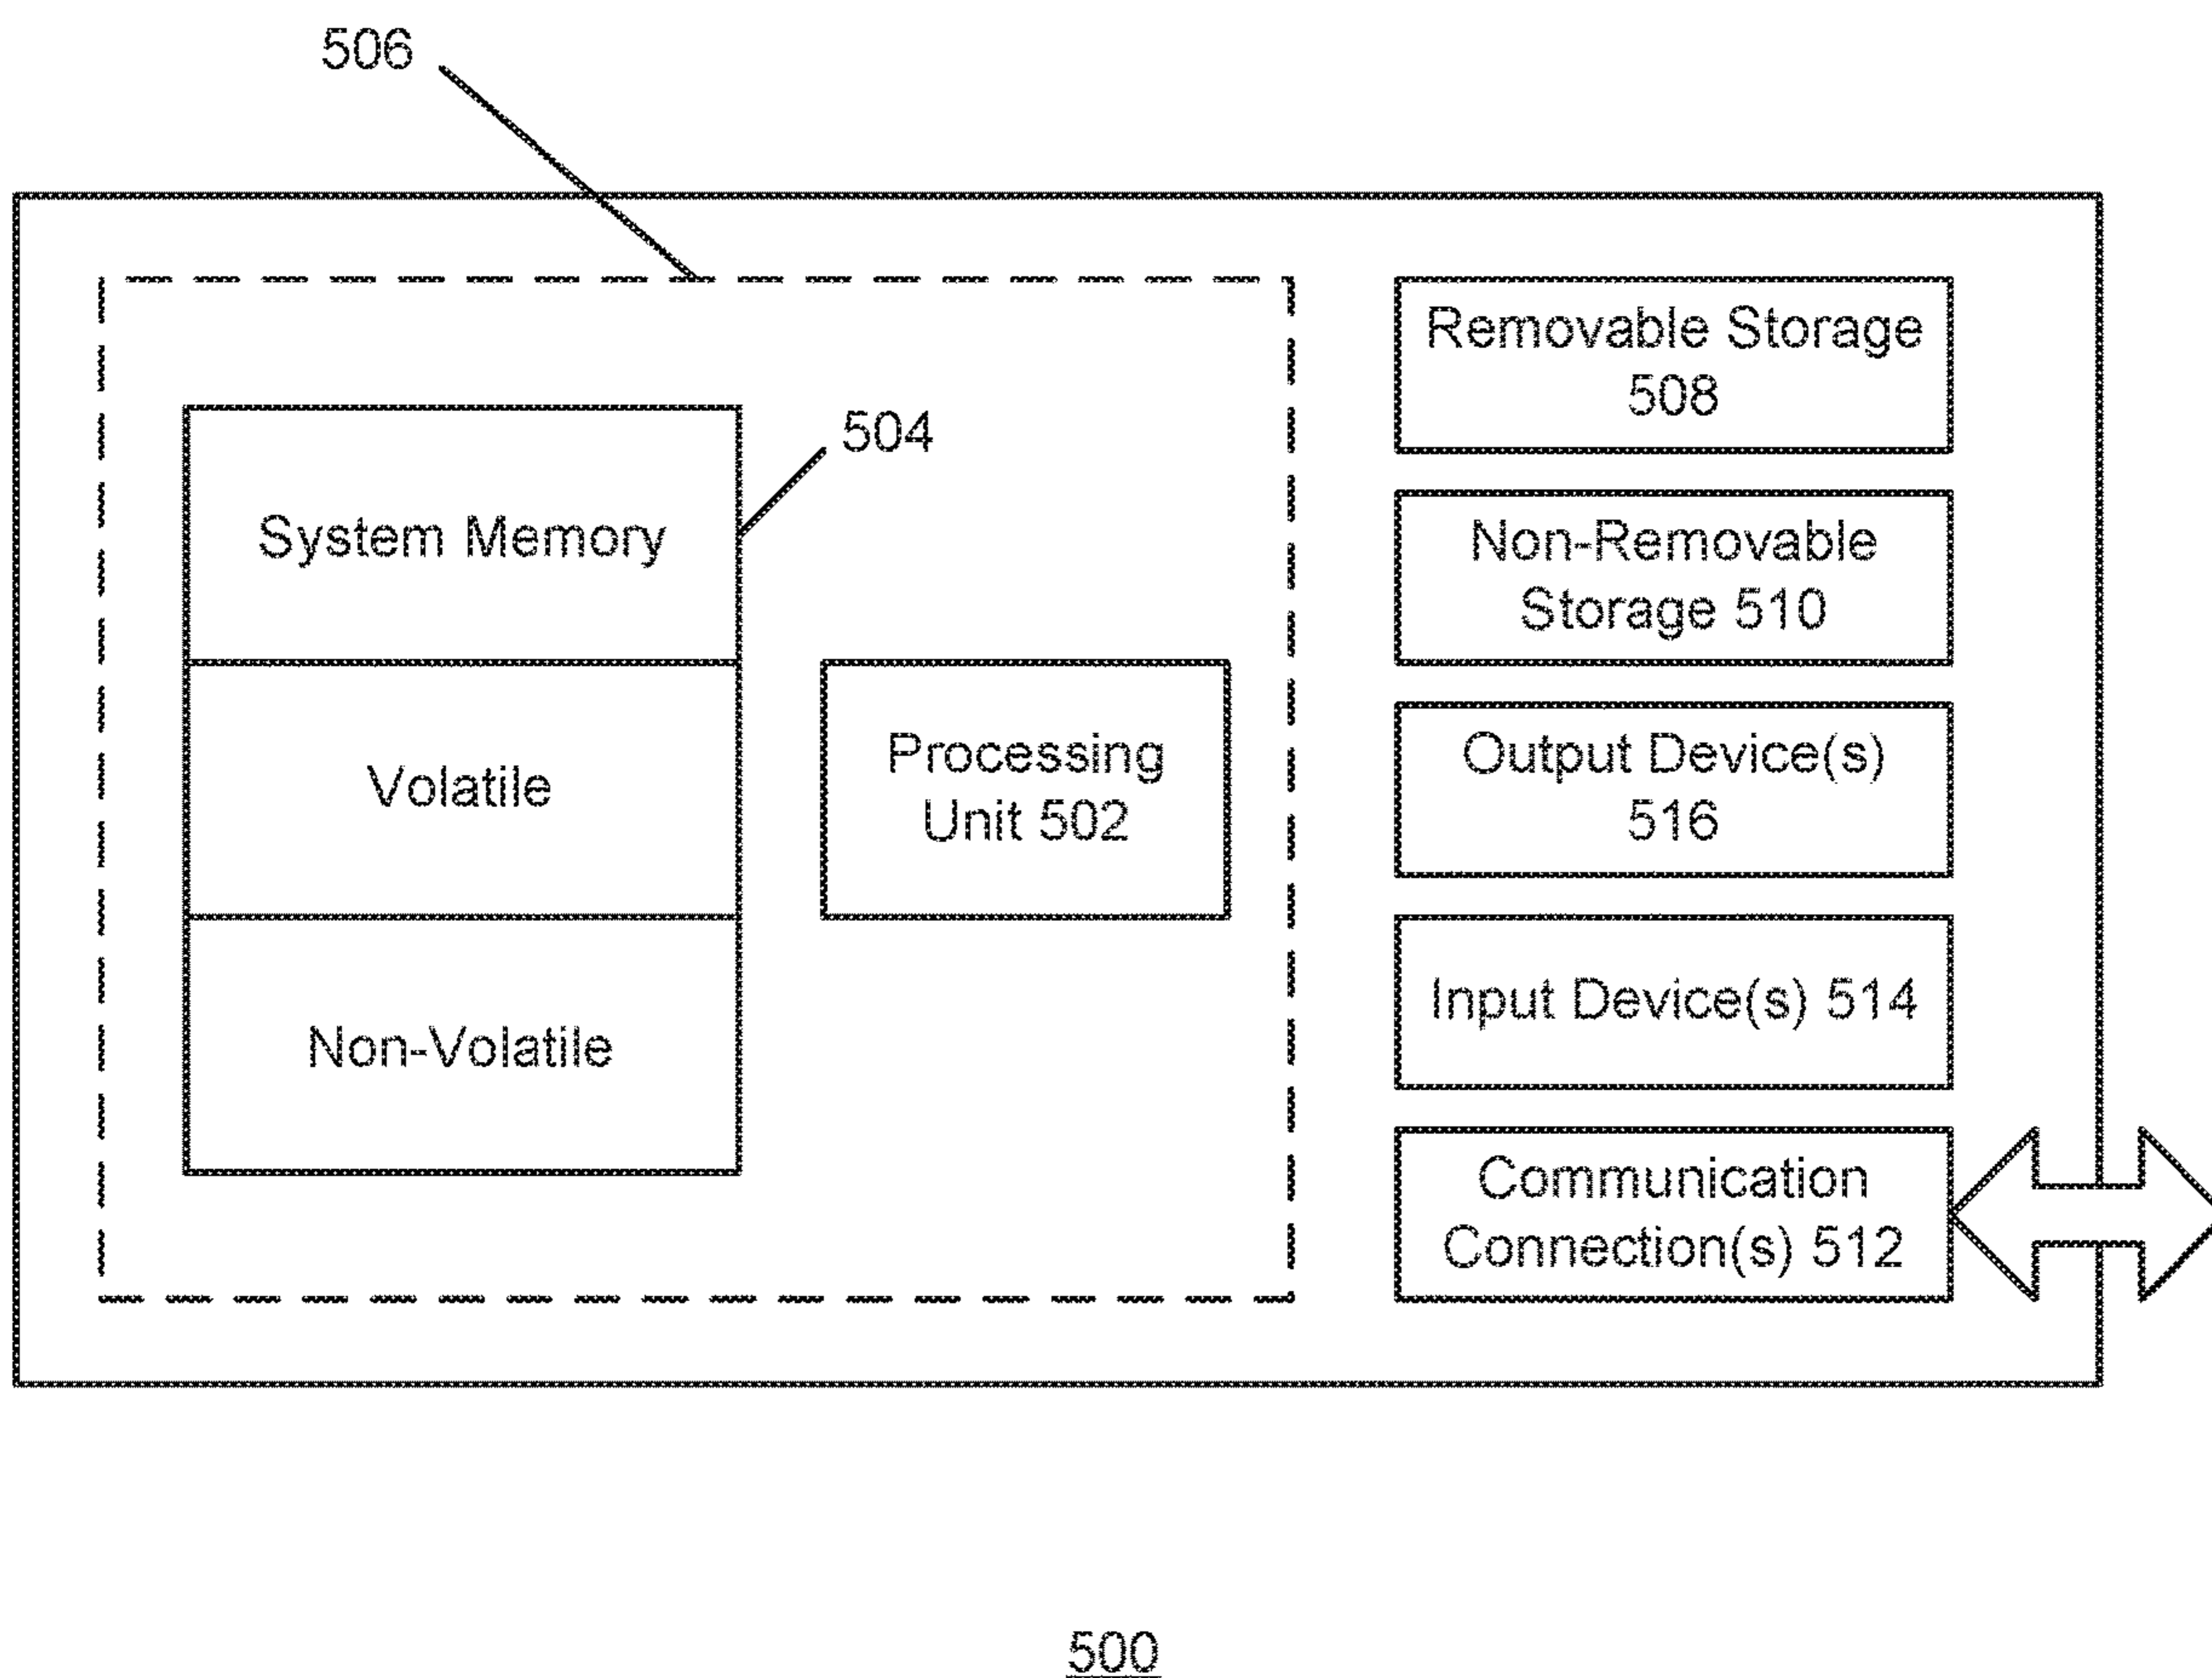 506
504
System Memory
Volatile
Non-Volatile
Processing
Unit 502
Removable Storage
508
Non-Removable
Storage 510
Output Device(s)
516
Input Device(s) 514
Communication
Connection(s) 512
500